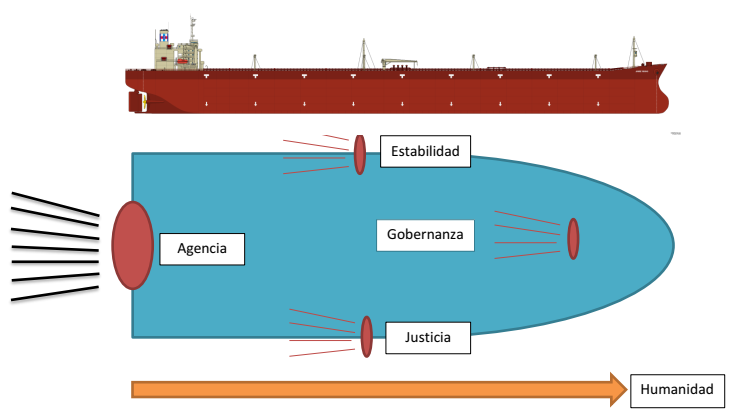 Estabilidad
Gobernanza
Agencia
Justicia
Humanidad